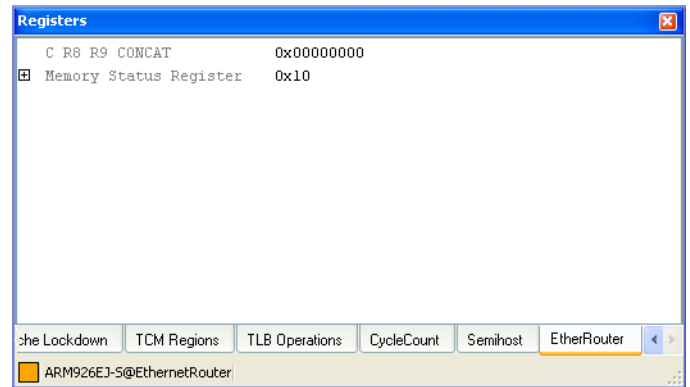 Registers
C R8 R9 CONCAT 0x00000000
Memory Status Register 0x10
:he Lockdown TCM Regions TLB Operations CycleCount Semihost EtherRouter
ARM926EJ-S@EthernetRouter